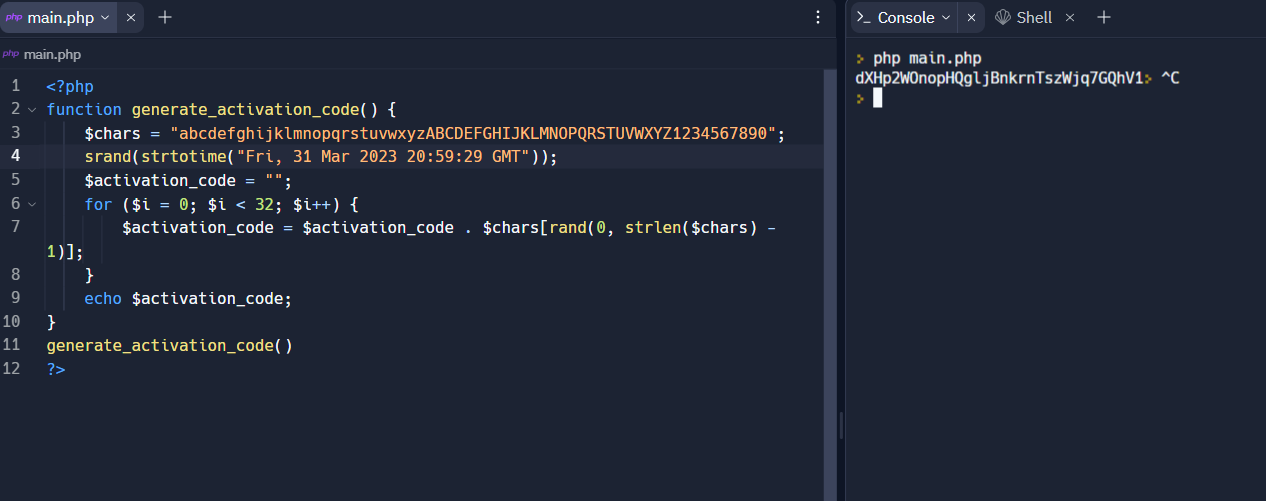 php main.php
php main.php
1 <?php
2 function generate_activation_code() {
3 $chars = "abcdefghijklmnopqrstuvwxyzABCDEFGHIJKLMNOPQRSTUVWXYZ1234567890";
4 srand(strtotime("Fri, 31 Mar 2023 20:59:29 GMT"));
5 $activation_code = "";
6 for ($i = 0; $i < 32; $i++) {
7 $activation_code = $activation_code . $chars[rand(0, strlen($chars) -
1)];
8 }
9 echo $activation_code;
10 }
11 generate_activation_code()
12 ?>
Console
Shell
> php main.php
dXHp2WOnopHQgljBnkrnTszWjq7GQhV1> ^C
>